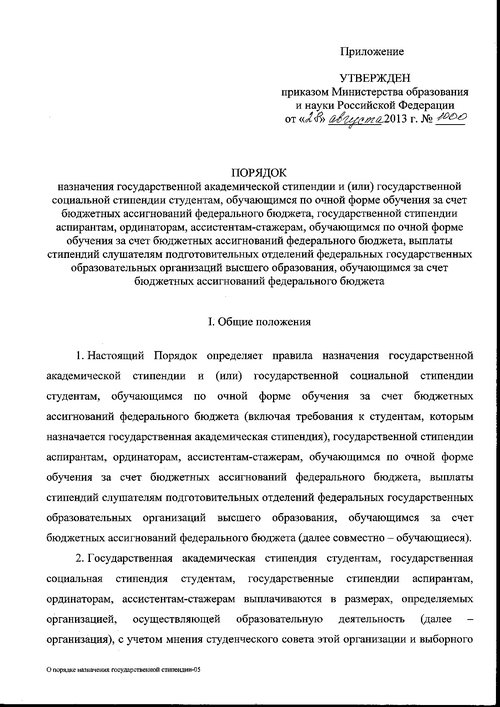 Приложение
УТВЕРЖДЕН
приказом Министерства образования
и науки Российской Федерации
от «28» августа 2013 г. № 1000
ПОРЯДОК
назначения государственной академической стипендии и (или) государственной
социальной стипендии студентам, обучающимся по очной форме обучения за счет
бюджетных ассигнований федерального бюджета, государственной стипендии
аспирантам, ординаторам, ассистентам-стажерам, обучающимся по очной форме
обучения за счет бюджетных ассигнований федерального бюджета, выплаты
стипендий слушателям подготовительных отделений федеральных государственных
образовательных организаций высшего образования, обучающимся за счет
бюджетных ассигнований федерального бюджета
I. Общие положения
1. Настоящий Порядок определяет правила назначения государственной
академической стипендии и (или) государственной социальной стипендии
студентам, обучающимся по очной форме обучения за счет бюджетных
ассигнований федерального бюджета (включая требования к студентам, которым
назначается государственная академическая стипендия), государственной стипендии
аспирантам, ординаторам, ассистентам-стажерам, обучающимся по очной форме
обучения за счет бюджетных ассигнований федерального бюджета, выплаты
стипендий слушателям подготовительных отделений федеральных государственных
образовательных организаций высшего образования, обучающимся за счет
бюджетных ассигнований федерального бюджета (далее совместно – обучающиеся).
2. Государственная академическая стипендия студентам, государственная
социальная стипендия студентам, государственные стипендии аспирантам,
ординаторам, ассистентам-стажерам выплачиваются в размерах, определяемых
организацией, осуществляющей образовательную деятельность (далее –
организация), с учетом мнения студенческого совета этой организации и выборного
О порядке назначения государственной стипендии-05